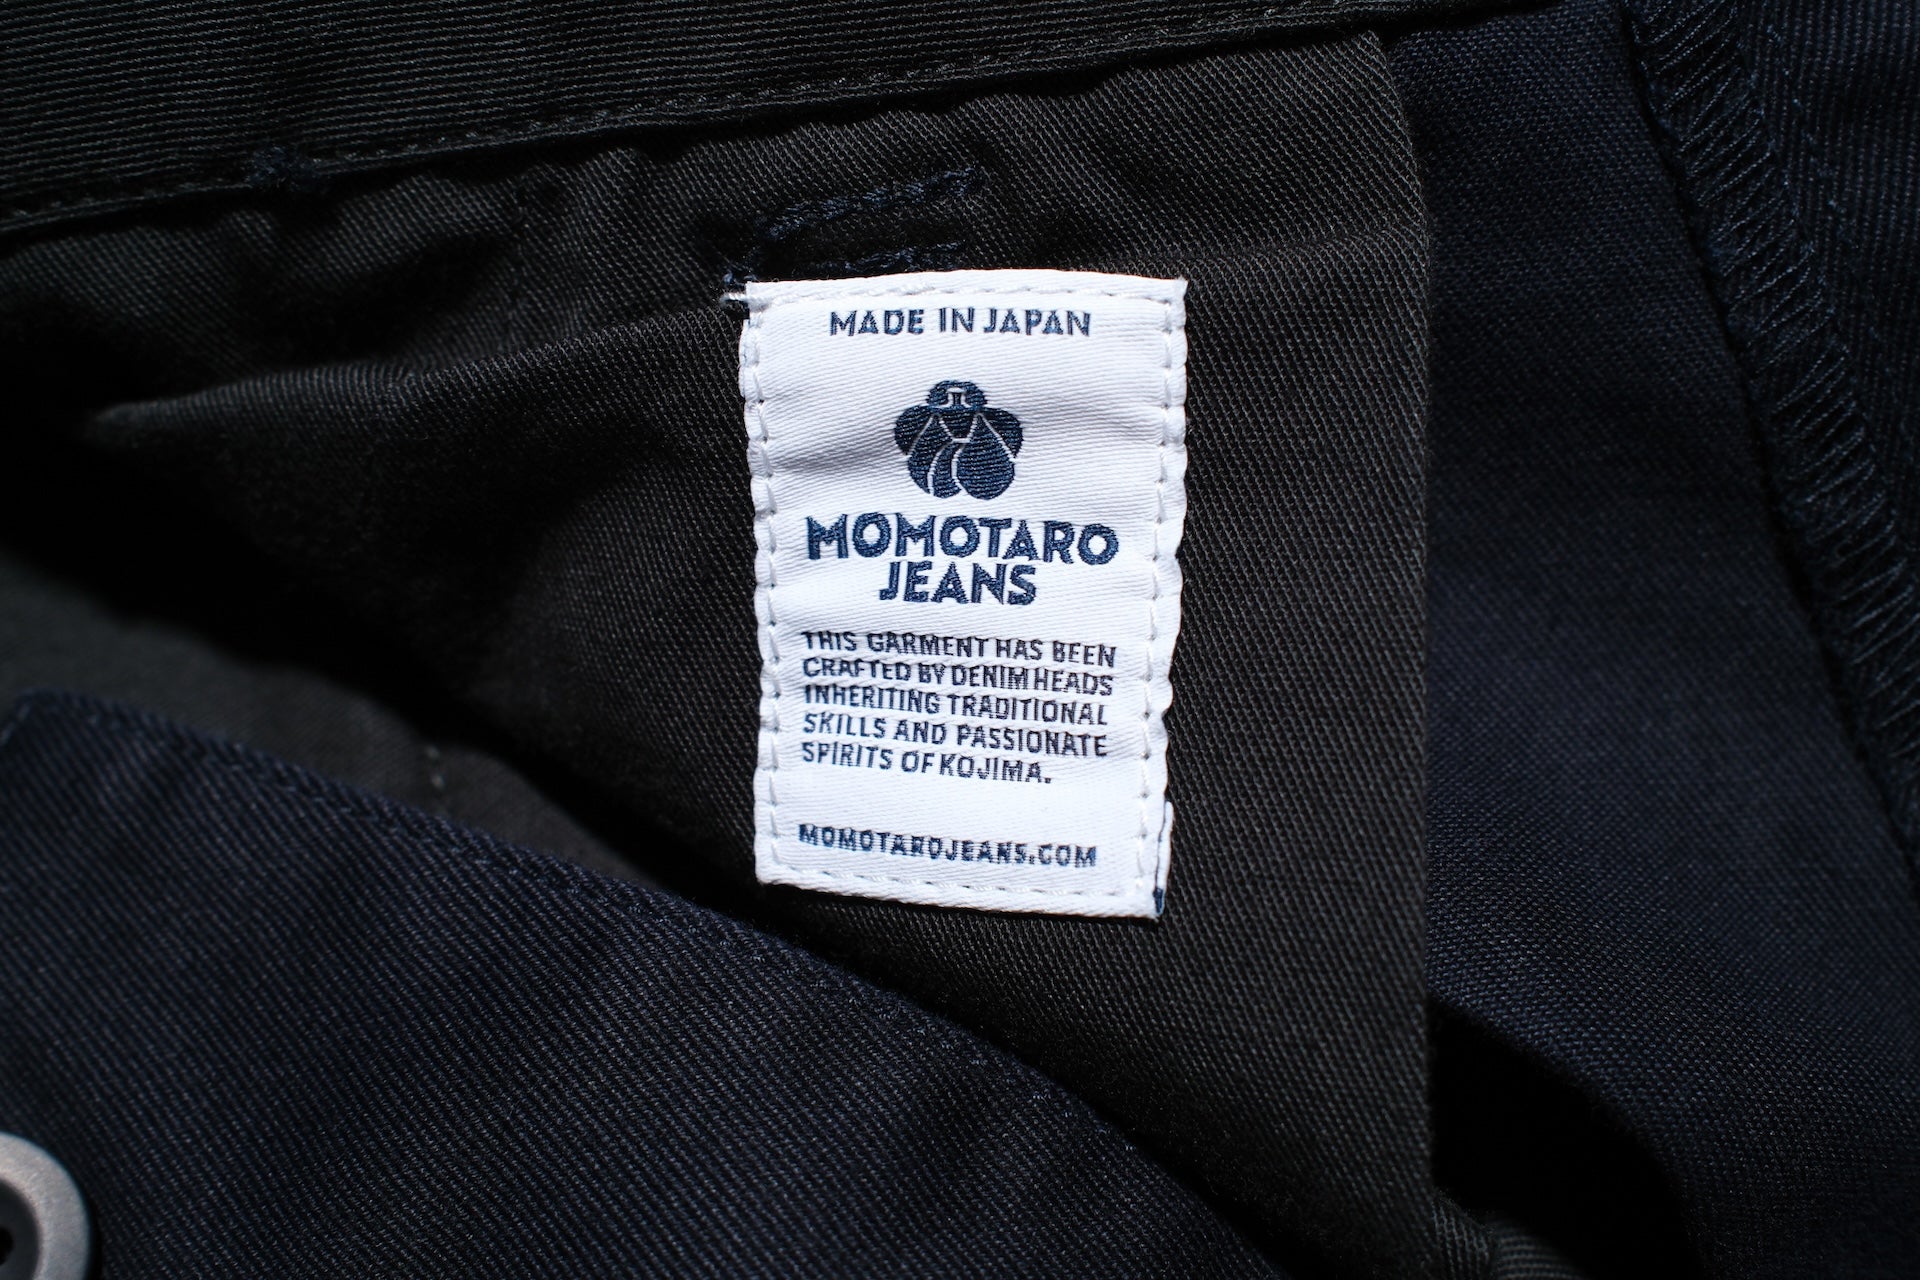 MADE IN JAPAN
MOMOTARO
JEANS
THIS GARMENT HAS BEEN
CRAFTED BY DENIM HEADS
INHERITING TRADITIONAL
SKILLS AND PASSIONATE
SPIRITS OF KOJIMA.
MOMOTAROJEANS.COM